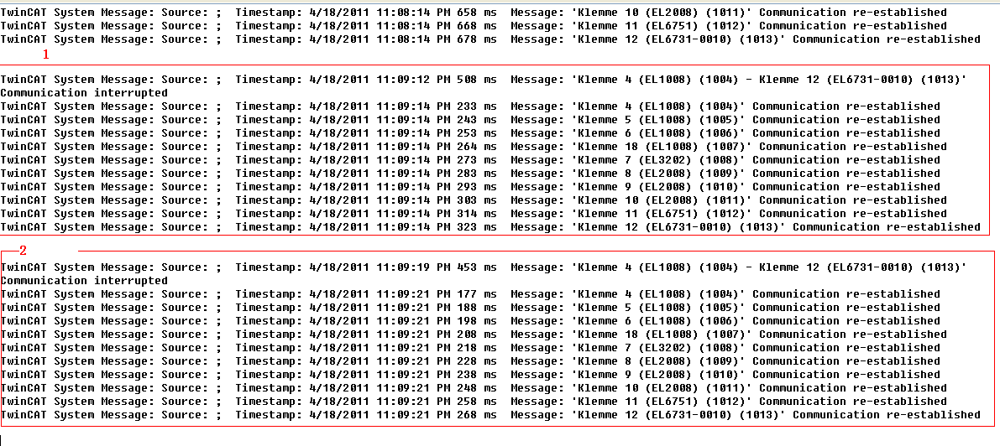 TwinCAT System Message: Source: ;  Timestamp: 4/18/2011 11:08:14 PM 658 ms  Message: 'Klemme 10 (EL2008) (1011)' Communication re-established
TwinCAT System Message: Source: ;  Timestamp: 4/18/2011 11:08:14 PM 668 ms  Message: 'Klemme 11 (EL6751) (1012)' Communication re-established
TwinCAT System Message: Source: ;  Timestamp: 4/18/2011 11:08:14 PM 678 ms  Message: 'Klemme 12 (EL6731-0010) (1013)' Communication re-established
1
TwinCAT System Message: Source: ;  Timestamp: 4/18/2011 11:09:12 PM 508 ms  Message: 'Klemme 4 (EL1008) (1004) - Klemme 12 (EL6731-0010) (1013)'
Communication interrupted
TwinCAT System Message: Source: ;  Timestamp: 4/18/2011 11:09:14 PM 233 ms  Message: 'Klemme 4 (EL1008) (1004)' Communication re-established
TwinCAT System Message: Source: ;  Timestamp: 4/18/2011 11:09:14 PM 243 ms  Message: 'Klemme 5 (EL1008) (1005)' Communication re-established
TwinCAT System Message: Source: ;  Timestamp: 4/18/2011 11:09:14 PM 253 ms  Message: 'Klemme 6 (EL1008) (1006)' Communication re-established
TwinCAT System Message: Source: ;  Timestamp: 4/18/2011 11:09:14 PM 264 ms  Message: 'Klemme 18 (EL1008) (1007)' Communication re-established
TwinCAT System Message: Source: ;  Timestamp: 4/18/2011 11:09:14 PM 273 ms  Message: 'Klemme 7 (EL3202) (1008)' Communication re-established
TwinCAT System Message: Source: ;  Timestamp: 4/18/2011 11:09:14 PM 283 ms  Message: 'Klemme 8 (EL2008) (1009)' Communication re-established
TwinCAT System Message: Source: ;  Timestamp: 4/18/2011 11:09:14 PM 293 ms  Message: 'Klemme 9 (EL2008) (1010)' Communication re-established
TwinCAT System Message: Source: ;  Timestamp: 4/18/2011 11:09:14 PM 303 ms  Message: 'Klemme 10 (EL2008) (1011)' Communication re-established
TwinCAT System Message: Source: ;  Timestamp: 4/18/2011 11:09:14 PM 314 ms  Message: 'Klemme 11 (EL6751) (1012)' Communication re-established
TwinCAT System Message: Source: ;  Timestamp: 4/18/2011 11:09:14 PM 323 ms  Message: 'Klemme 12 (EL6731-0010) (1013)' Communication re-established
2
TwinCAT System Message: Source: ;  Timestamp: 4/18/2011 11:09:19 PM 453 ms  Message: 'Klemme 4 (EL1008) (1004) - Klemme 12 (EL6731-0010) (1013)'
Communication interrupted
TwinCAT System Message: Source: ;  Timestamp: 4/18/2011 11:09:21 PM 177 ms  Message: 'Klemme 4 (EL1008) (1004)' Communication re-established
TwinCAT System Message: Source: ;  Timestamp: 4/18/2011 11:09:21 PM 188 ms  Message: 'Klemme 5 (EL1008) (1005)' Communication re-established
TwinCAT System Message: Source: ;  Timestamp: 4/18/2011 11:09:21 PM 198 ms  Message: 'Klemme 6 (EL1008) (1006)' Communication re-established
TwinCAT System Message: Source: ;  Timestamp: 4/18/2011 11:09:21 PM 208 ms  Message: 'Klemme 18 (EL1008) (1007)' Communication re-established
TwinCAT System Message: Source: ;  Timestamp: 4/18/2011 11:09:21 PM 218 ms  Message: 'Klemme 7 (EL3202) (1008)' Communication re-established
TwinCAT System Message: Source: ;  Timestamp: 4/18/2011 11:09:21 PM 228 ms  Message: 'Klemme 8 (EL2008) (1009)' Communication re-established
TwinCAT System Message: Source: ;  Timestamp: 4/18/2011 11:09:21 PM 238 ms  Message: 'Klemme 9 (EL2008) (1010)' Communication re-established
TwinCAT System Message: Source: ;  Timestamp: 4/18/2011 11:09:21 PM 248 ms  Message: 'Klemme 10 (EL2008) (1011)' Communication re-established
TwinCAT System Message: Source: ;  Timestamp: 4/18/2011 11:09:21 PM 258 ms  Message: 'Klemme 11 (EL6751) (1012)' Communication re-established
TwinCAT System Message: Source: ;  Timestamp: 4/18/2011 11:09:21 PM 268 ms  Message: 'Klemme 12 (EL6731-0010) (1013)' Communication re-established